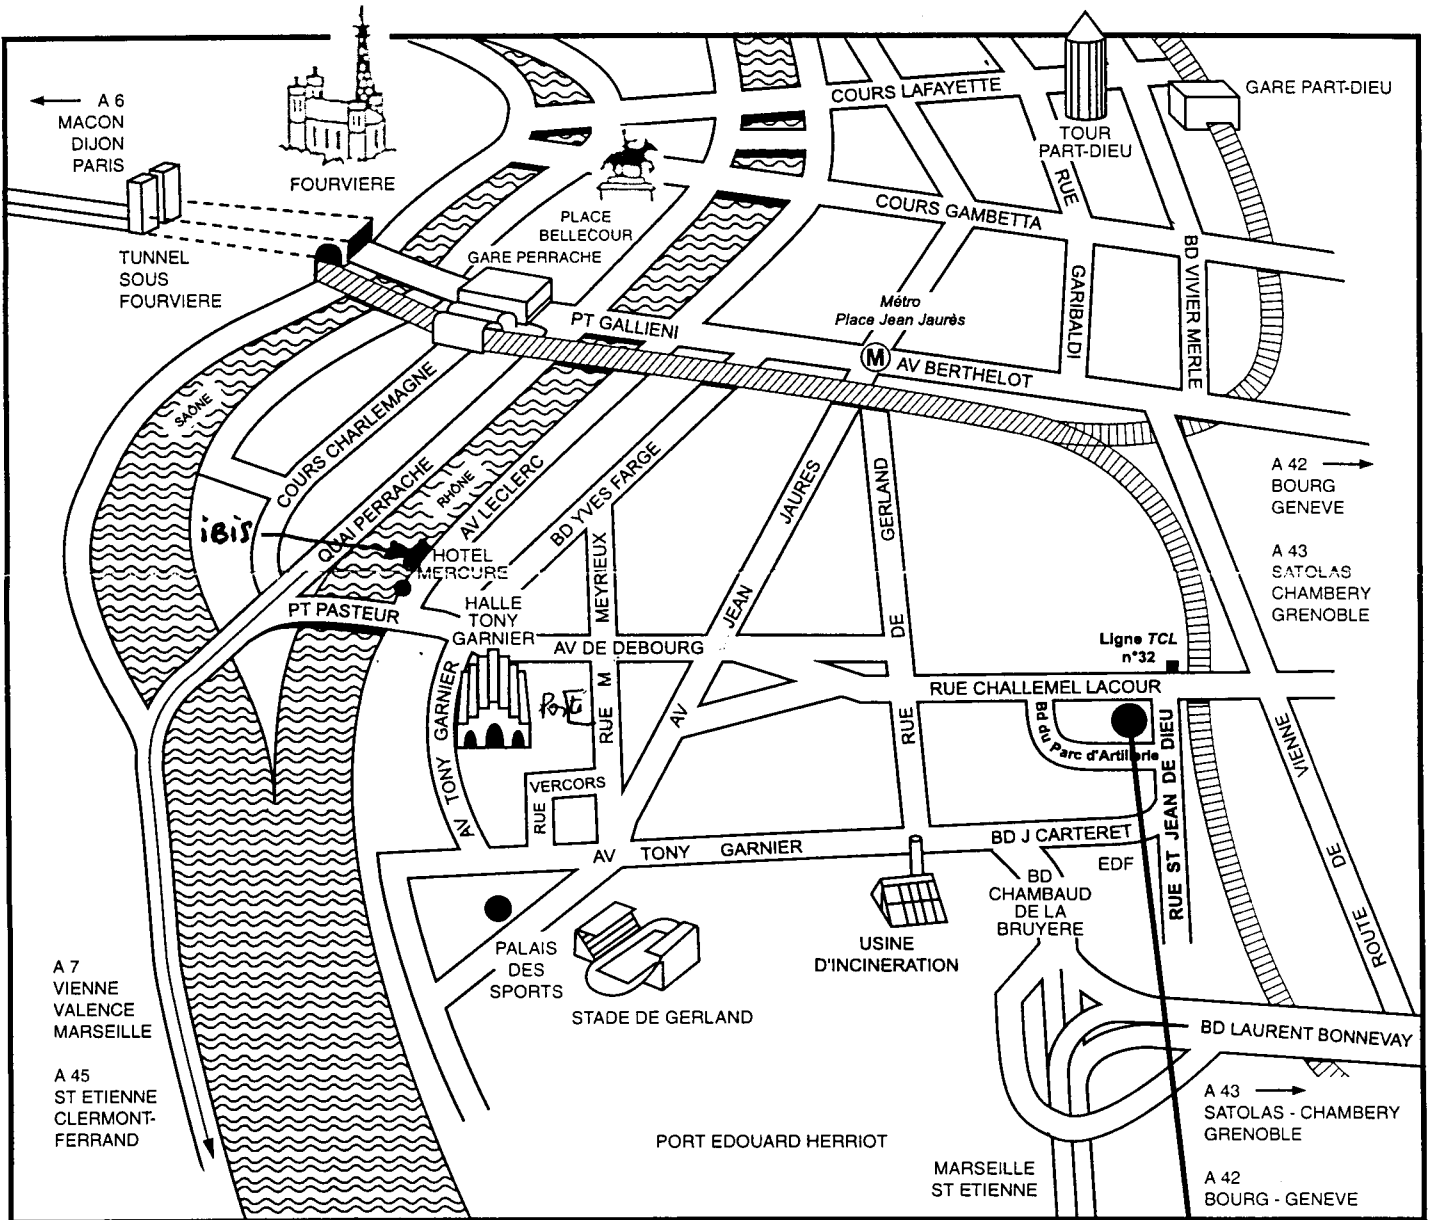 A 6
MACON
DIJON
PARIS
FOURVIERE
TUNNEL
SOUS
FOURVIERE
PLACE
BELLECOUR
GARE PERRACHE
COURS LAFAYETTE
TOUR
PART-DIEU
GARE PART-DIEU
RUE
GARIBALDI
COURS GAMBETTA
BD VIVIER MERLE
Métro
Place Jean Jaurès
M
PT GALLIENI
AV BERTHELOT
SAÔNE
COURS CHARLEMAGNE
QUAI PERRACHE
RHÔNE
AV LECLERC
BD YVES FARGE
iBiS
HOTEL
MERCURE
PT PASTEUR
HALLE
TONY
GARNIER
RUE M MEYRIEUX
AV JEAN JAURES
RUE DE GERLAND
A 42
BOURG
GENEVE
A 43
SATOLAS
CHAMBERY
GRENOBLE
AV DE DEBOURG
Ligne TCL
n°32
RUE CHALLEMEL LACOUR
Bd du Parc d'Artillerie
RUE ST JEAN DE DIEU
ROUTE DE VIENNE
AV TONY GARNIER
RUE VERCORS
AV TONY GARNIER
BD J CARTERET
EDF
BD
CHAMBAUD
DE LA
BRUYERE
USINE
D'INCINERATION
PALAIS
DES
SPORTS
STADE DE GERLAND
A 7
VIENNE
VALENCE
MARSEILLE
A 45
ST ETIENNE
CLERMONT-
FERRAND
BD LAURENT BONNEVAY
PORT EDOUARD HERRIOT
MARSEILLE
ST ETIENNE
A 43
SATOLAS - CHAMBERY
GRENOBLE
A 42
BOURG - GENEVE